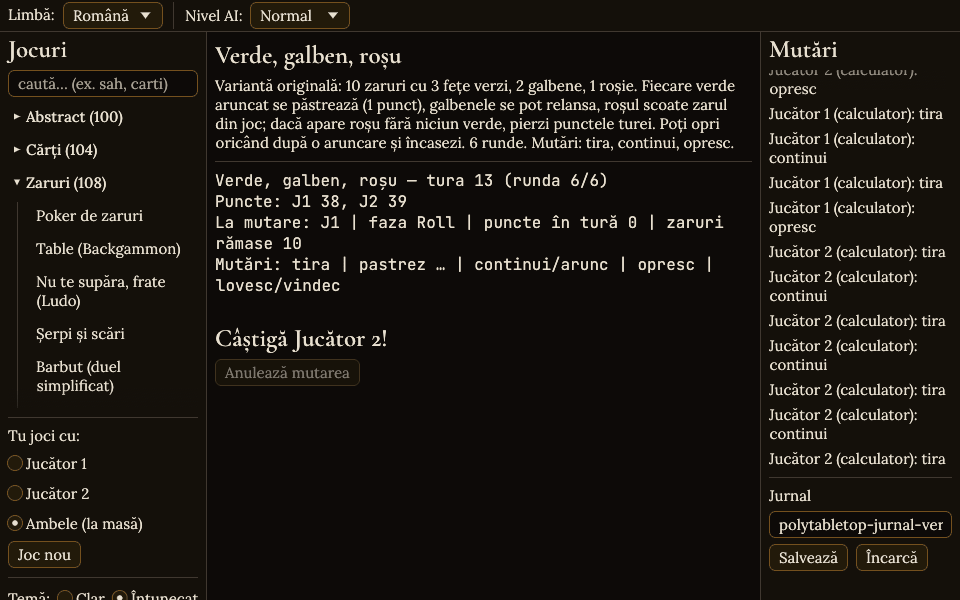 Limbă: Română ▼ Nivel AI: Normal ▼
Jocuri
caută... (ex. sah, carti)
▸ Abstract (100)
▸ Cărți (104)
▾ Zaruri (108)
Poker de zaruri
Table (Backgammon)
Nu te supăra, frate
(Ludo)
Șerpi și scări
Barbut (duel
simplificat)
Tu joci cu:
Jucător 1
Jucător 2
Ambele (la masă)
Joc nou
Temă: Clar Întunecat
Verde, galben, roșu
Variantă originală: 10 zaruri cu 3 fețe verzi, 2 galbene, 1 roșie. Fiecare verde
aruncat se păstrează (1 punct), galbenele se pot relansa, roșul scoate zarul
din joc; dacă apare roșu fără niciun verde, pierzi punctele turei. Poți opri
oricând după o aruncare și încasezi. 6 runde. Mutări: tira, continui, opresc.
Verde, galben, roșu — tura 13 (runda 6/6)
Puncte: J1 38, J2 39
La mutare: J1 | faza Roll | puncte în tură 0 | zaruri
rămase 10
Mutări: tira | pastrez … | continui/arunc | opresc |
lovesc/vindec
Câștigă Jucător 2!
Anulează mutarea
Mutări
Jucător 2 (calculator):
opresc
Jucător 1 (calculator): tira
Jucător 1 (calculator):
continui
Jucător 1 (calculator): tira
Jucător 1 (calculator):
opresc
Jucător 2 (calculator): tira
Jucător 2 (calculator):
continui
Jucător 2 (calculator): tira
Jucător 2 (calculator):
continui
Jucător 2 (calculator): tira
Jucător 2 (calculator):
continui
Jucător 2 (calculator): tira
Jurnal
polytabletop-jurnal-ver
Salvează Încarcă